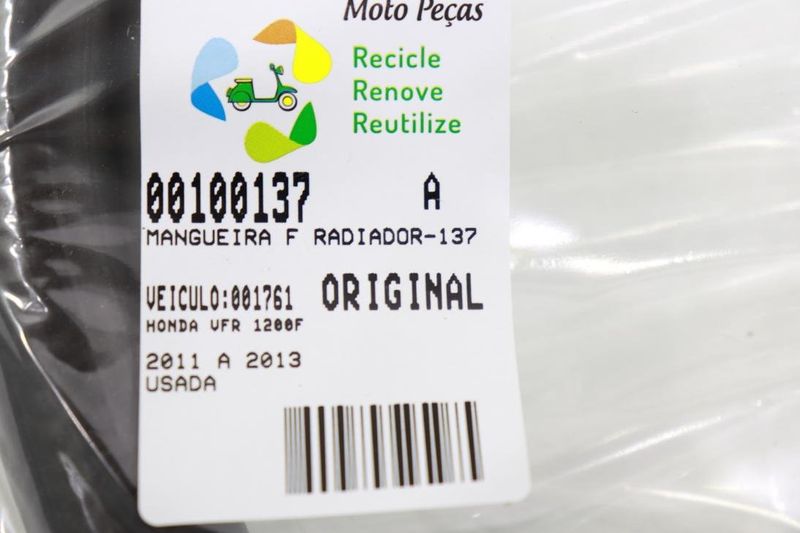 Moto Peças
Recicle
Renove
Reutilize
00100137 A
MANGUEIRA F RADIADOR-137
VEICULO:001761 ORIGINAL
HONDA VFR 1200F
2011 A 2013
USADA